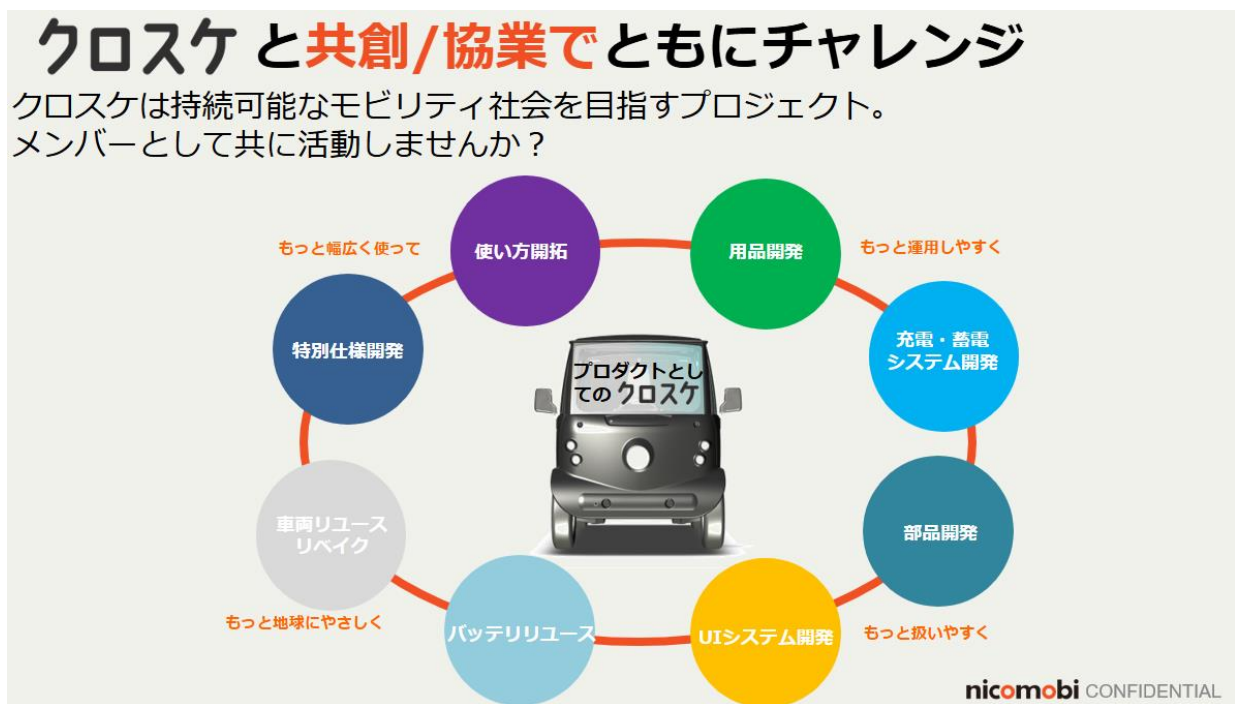 クロスケと共創/協業でともにチャレンジ
クロスケは持続可能なモビリティ社会を目指すプロジェクト。
メンバーとして共に活動しませんか？
もっと幅広く使って
使い方開拓
用品開発
もっと運用しやすく
特別仕様開発
充電・蓄電
システム開発
プロダクトとし
てのクロスケ
車両リユース
リベイク
部品開発
もっと地球にやさしく
バッテリリユース
UIシステム開発
もっと扱いやすく
nicomobi CONFIDENTIAL